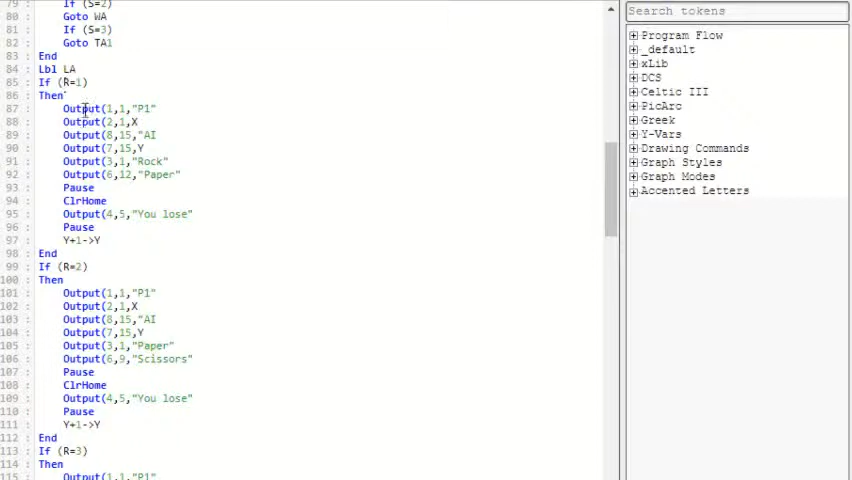 79 : If (S=2)
80 : Goto WA
81 : If (S=3)
82 : Goto TA1
83 : End
84 : Lbl LA
85 : If (R=1)
86 : Then
87 : Output(1,1,"P1"
88 : Output(2,1,X
89 : Output(8,15,"AI
90 : Output(7,15,Y
91 : Output(3,1,"Rock"
92 : Output(6,12,"Paper"
93 : Pause
94 : ClrHome
95 : Output(4,5,"You lose"
96 : Pause
97 : Y+1->Y
98 : End
99 : If (R=2)
100 : Then
101 : Output(1,1,"P1"
102 : Output(2,1,X
103 : Output(8,15,"AI
104 : Output(7,15,Y
105 : Output(3,1,"Paper"
106 : Output(6,9,"Scissors"
107 : Pause
108 : ClrHome
109 : Output(4,5,"You lose"
110 : Pause
111 : Y+1->Y
112 : End
113 : If (R=3)
114 : Then
115 : Output(1,1,"P1"
Search tokens
Program Flow
_default
xLib
DCS
Celtic III
PicArc
Greek
Y-Vars
Drawing Commands
Graph Styles
Graph Modes
Accented Letters